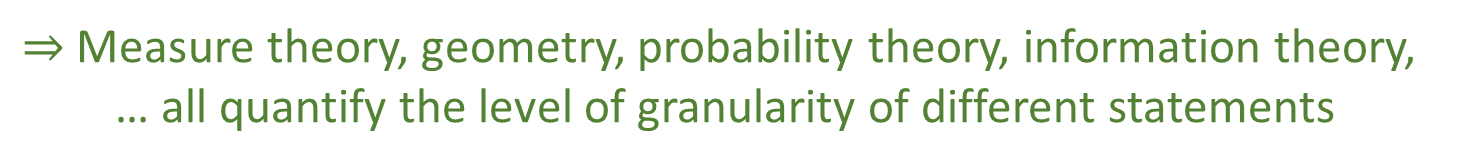 ⇒ Measure theory, geometry, probability theory, information theory,
… all quantify the level of granularity of different statements